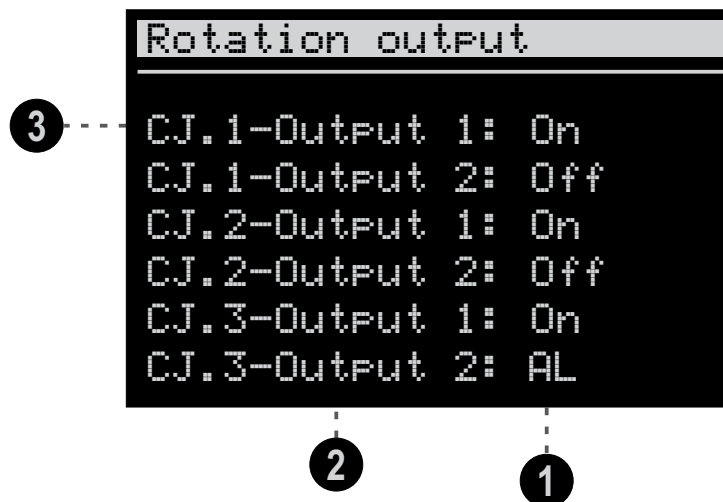 Rotation output
3
CJ.1-Output 1: On
CJ.1-Output 2: Off
CJ.2-Output 1: On
CJ.2-Output 2: Off
CJ.3-Output 1: On
CJ.3-Output 2: AL
2
1